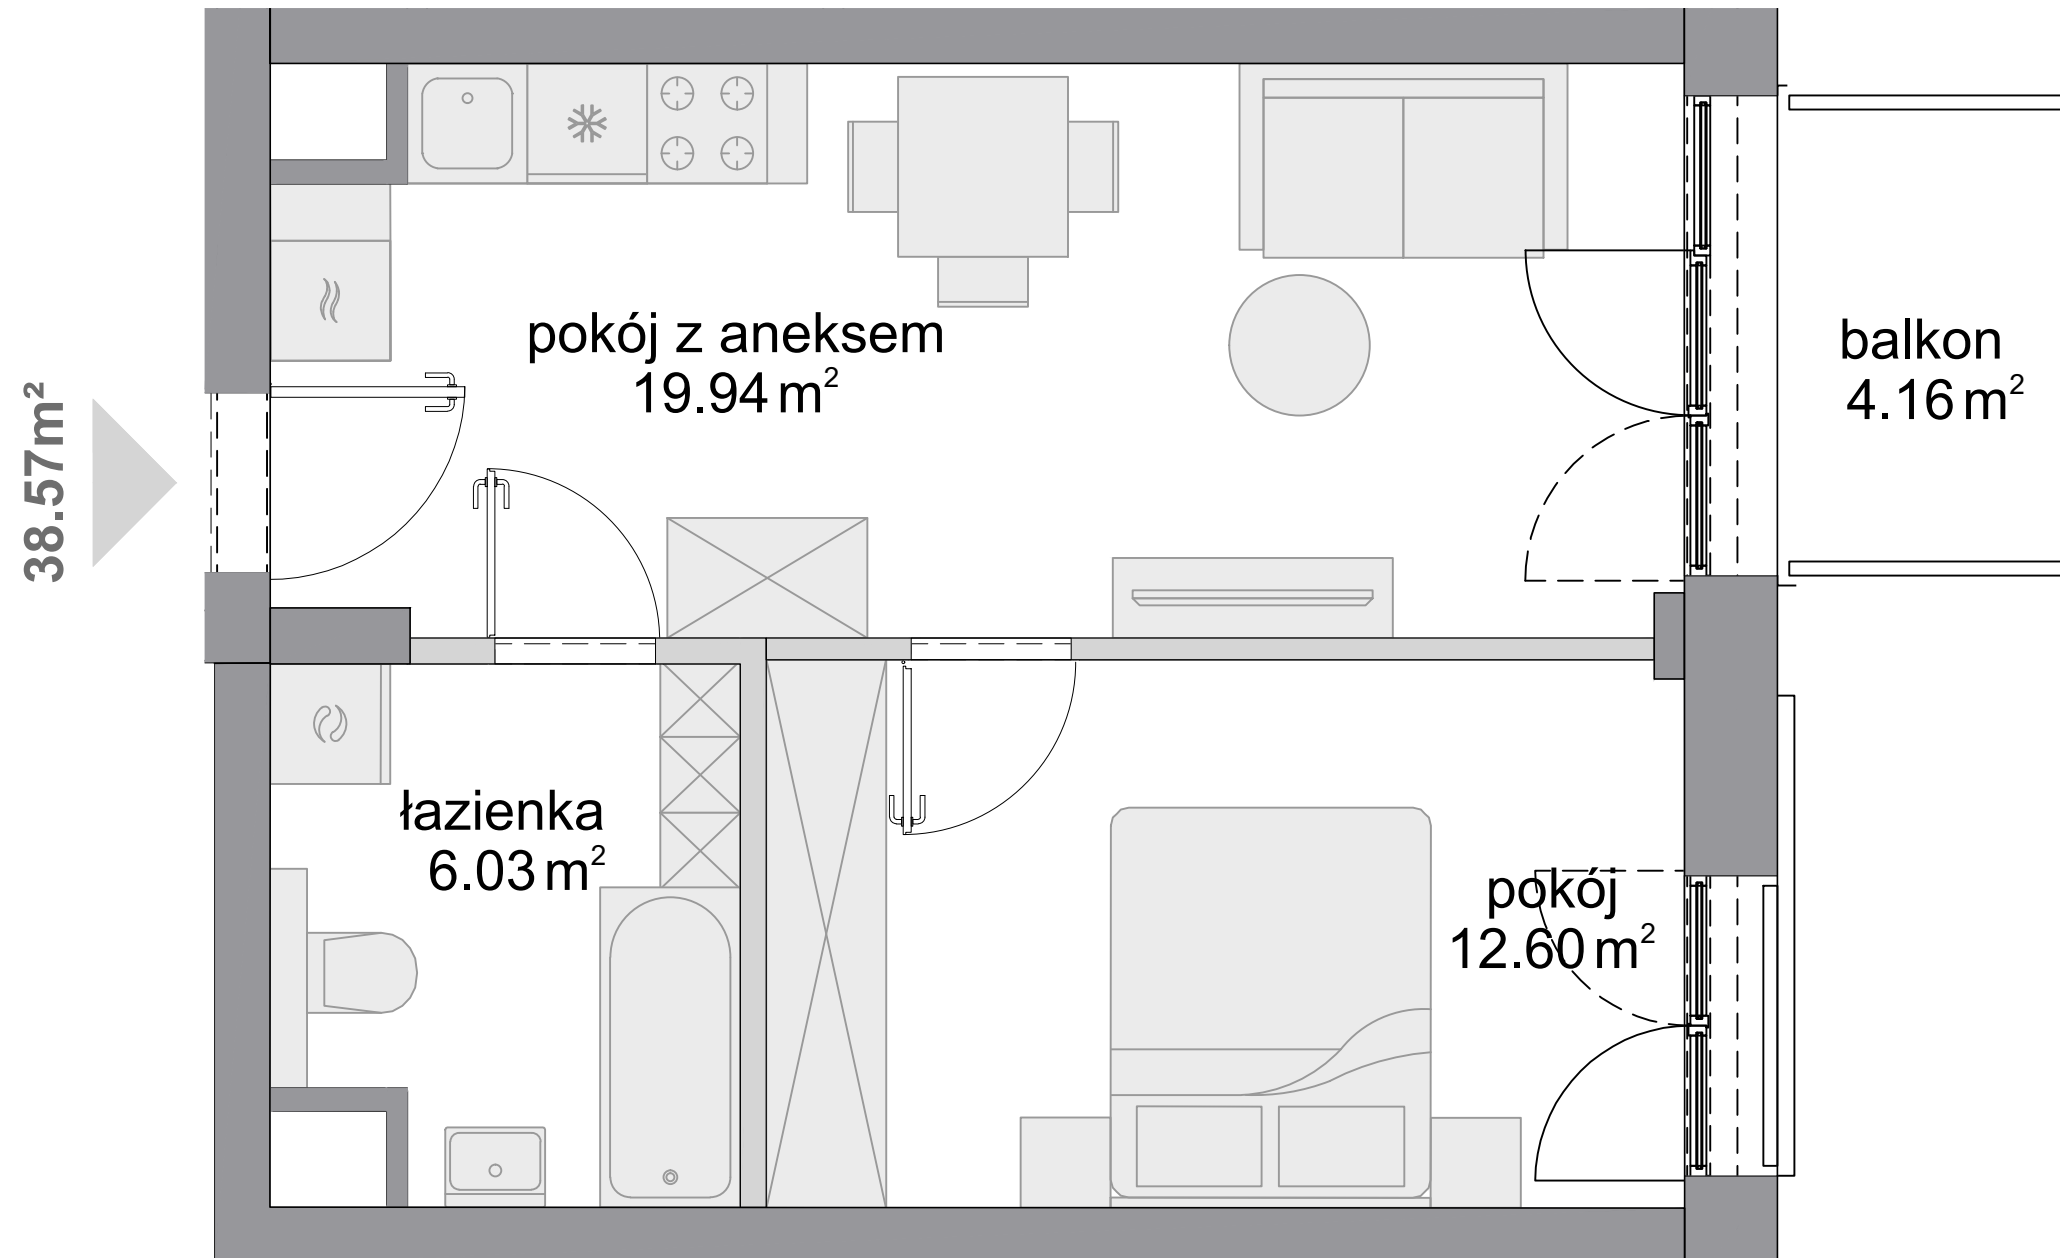 38.57m²
pokój z aneksem
19.94 m²
balkon
4.16 m²
łazienka
6.03 m²
pokój
12.60 m²